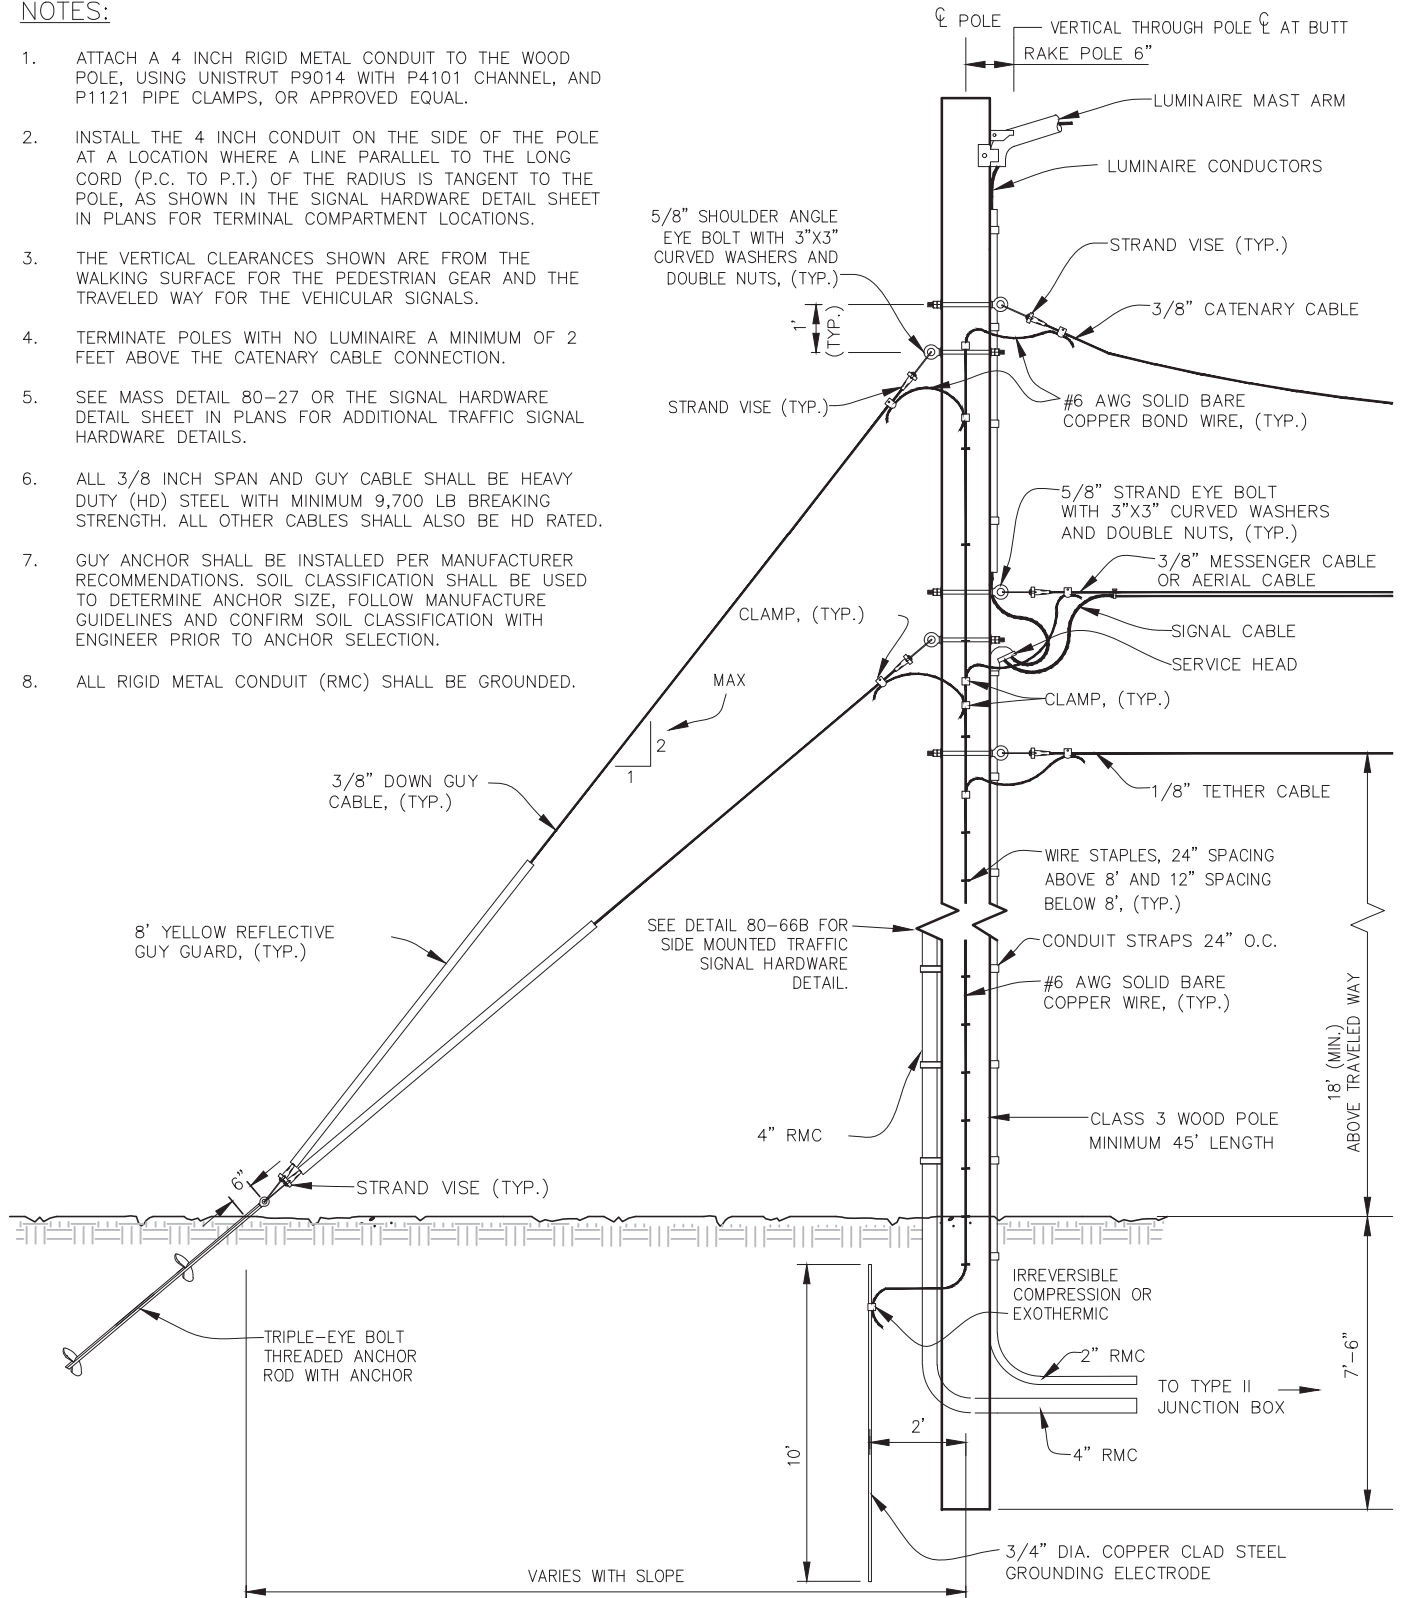 NOTES:
1. ATTACH A 4 INCH RIGID METAL CONDUIT TO THE WOOD
POLE, USING UNISTRUT P9014 WITH P4101 CHANNEL, AND
P1121 PIPE CLAMPS, OR APPROVED EQUAL.
2. INSTALL THE 4 INCH CONDUIT ON THE SIDE OF THE POLE
AT A LOCATION WHERE A LINE PARALLEL TO THE LONG
CORD (P.C. TO P.T.) OF THE RADIUS IS TANGENT TO THE
POLE, AS SHOWN IN THE SIGNAL HARDWARE DETAIL SHEET
IN PLANS FOR TERMINAL COMPARTMENT LOCATIONS.
3. THE VERTICAL CLEARANCES SHOWN ARE FROM THE
WALKING SURFACE FOR THE PEDESTRIAN GEAR AND THE
TRAVELED WAY FOR THE VEHICULAR SIGNALS.
4. TERMINATE POLES WITH NO LUMINAIRE A MINIMUM OF 2
FEET ABOVE THE CATENARY CABLE CONNECTION.
5. SEE MASS DETAIL 80-27 OR THE SIGNAL HARDWARE
DETAIL SHEET IN PLANS FOR ADDITIONAL TRAFFIC SIGNAL
HARDWARE DETAILS.
6. ALL 3/8 INCH SPAN AND GUY CABLE SHALL BE HEAVY
DUTY (HD) STEEL WITH MINIMUM 9,700 LB BREAKING
STRENGTH. ALL OTHER CABLES SHALL ALSO BE HD RATED.
7. GUY ANCHOR SHALL BE INSTALLED PER MANUFACTURER
RECOMMENDATIONS. SOIL CLASSIFICATION SHALL BE USED
TO DETERMINE ANCHOR SIZE, FOLLOW MANUFACTURE
GUIDELINES AND CONFIRM SOIL CLASSIFICATION WITH
ENGINEER PRIOR TO ANCHOR SELECTION.
8. ALL RIGID METAL CONDUIT (RMC) SHALL BE GROUNDED.
℄ POLE
VERTICAL THROUGH POLE ℄ AT BUTT
RAKE POLE 6"
LUMINAIRE MAST ARM
LUMINAIRE CONDUCTORS
5/8" SHOULDER ANGLE
EYE BOLT WITH 3"X3"
CURVED WASHERS AND
DOUBLE NUTS, (TYP.)
STRAND VISE (TYP.)
3/8" CATENARY CABLE
1'
(TYP.)
STRAND VISE (TYP.)
#6 AWG SOLID BARE
COPPER BOND WIRE, (TYP.)
5/8" STRAND EYE BOLT
WITH 3"X3" CURVED WASHERS
AND DOUBLE NUTS, (TYP.)
3/8" MESSENGER CABLE
OR AERIAL CABLE
CLAMP, (TYP.)
SIGNAL CABLE
SERVICE HEAD
CLAMP, (TYP.)
MAX
2
1
3/8" DOWN GUY
CABLE, (TYP.)
1/8" TETHER CABLE
WIRE STAPLES, 24" SPACING
ABOVE 8' AND 12" SPACING
BELOW 8', (TYP.)
8' YELLOW REFLECTIVE
GUY GUARD, (TYP.)
SEE DETAIL 80-66B FOR
SIDE MOUNTED TRAFFIC
SIGNAL HARDWARE
DETAIL.
CONDUIT STRAPS 24" O.C.
#6 AWG SOLID BARE
COPPER WIRE, (TYP.)
18' (MIN.)
ABOVE TRAVELED WAY
4" RMC
CLASS 3 WOOD POLE
MINIMUM 45' LENGTH
6"
STRAND VISE (TYP.)
IRREVERSIBLE
COMPRESSION OR
EXOTHERMIC
TRIPLE-EYE BOLT
THREADED ANCHOR
ROD WITH ANCHOR
2" RMC
TO TYPE II
JUNCTION BOX
7'-6"
2'
10'
4" RMC
3/4" DIA. COPPER CLAD STEEL
GROUNDING ELECTRODE
VARIES WITH SLOPE